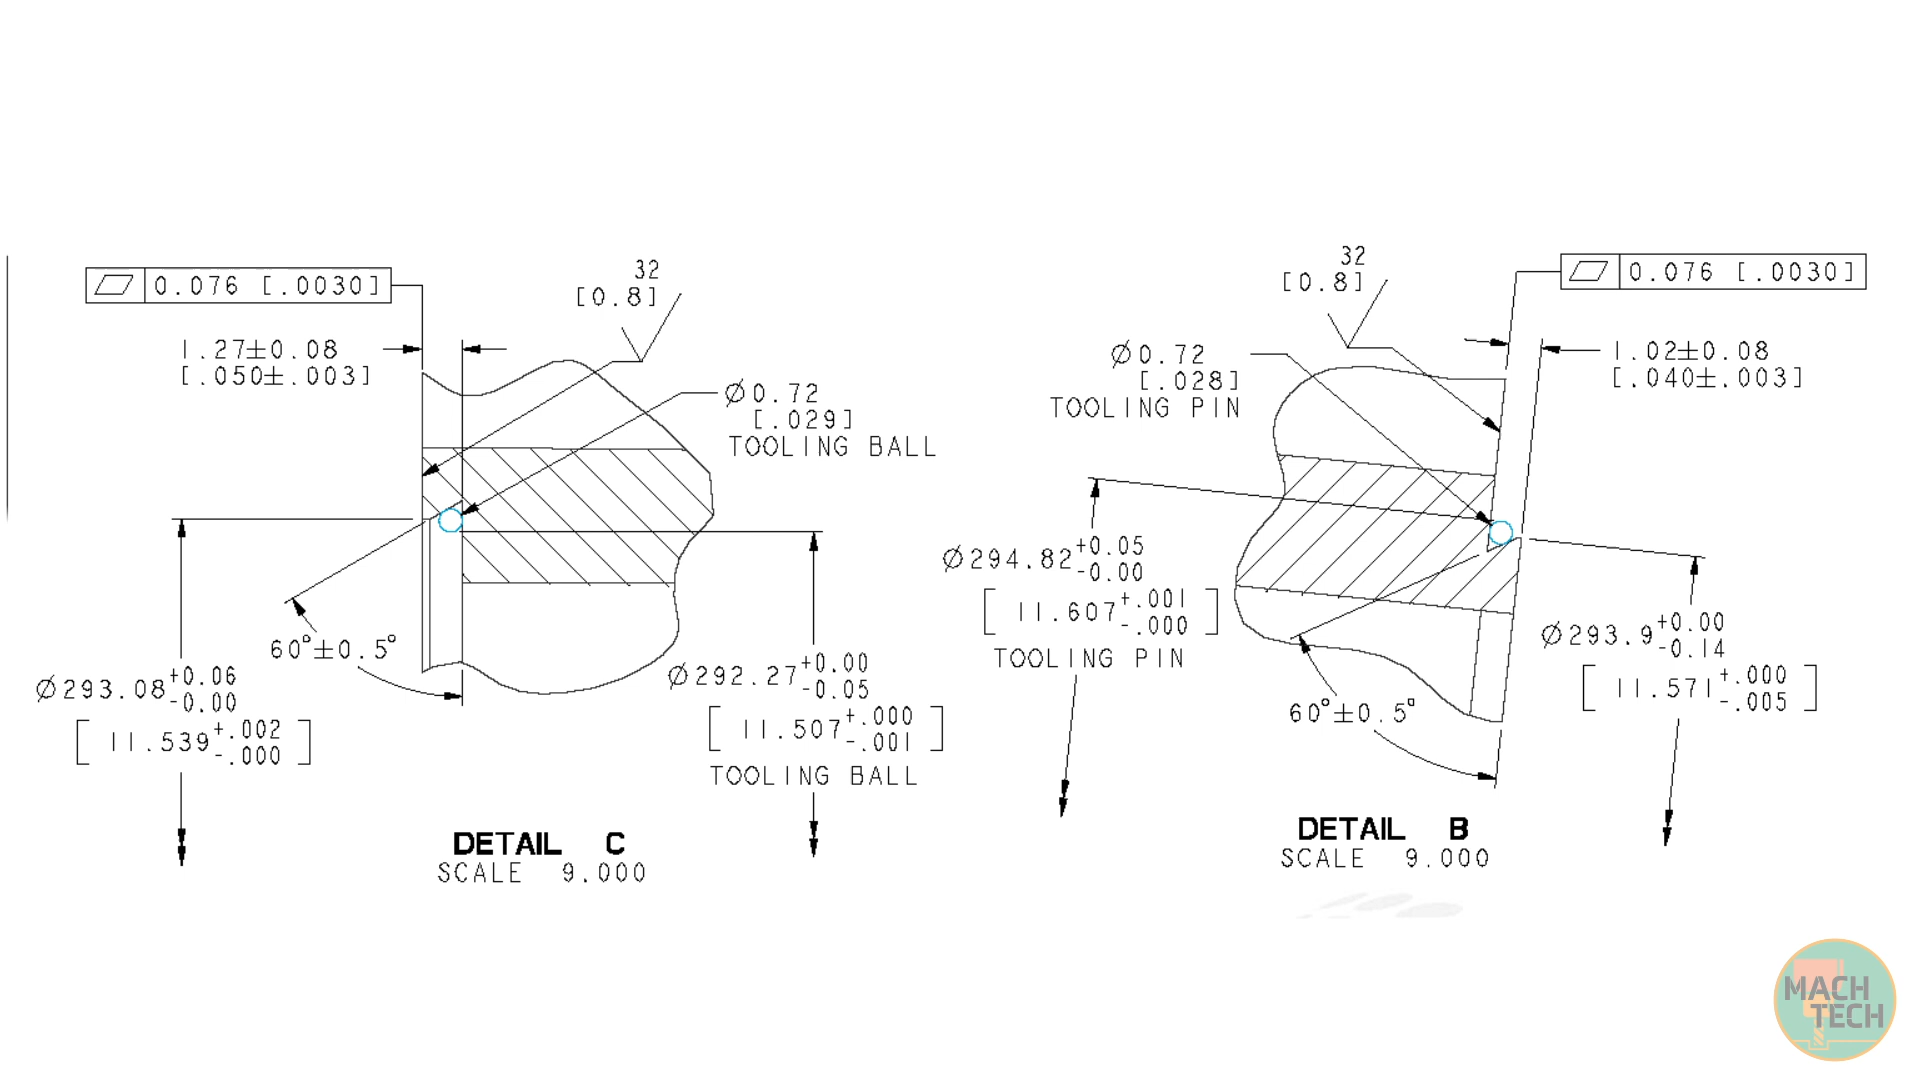 ⏥ 0.076 [.0030]
1.27±0.08
[.050±.003]
32
[0.8]
Ø0.72
[.029]
TOOLING BALL
60°±0.5°
Ø293.08 +0.06 -0.00
[11.539 +.002 -.000]
Ø292.27 +0.00 -0.05
[11.507 +.000 -.001]
TOOLING BALL
DETAIL C
SCALE 9.000
32
[0.8]
⏥ 0.076 [.0030]
Ø0.72
[.028]
TOOLING PIN
1.02±0.08
[.040±.003]
Ø294.82 +0.05 -0.00
[11.607 +.001 -.000]
TOOLING PIN
Ø293.9 +0.00 -0.14
[11.571 +.000 -.005]
60°±0.5°
DETAIL B
SCALE 9.000
MACH
TECH